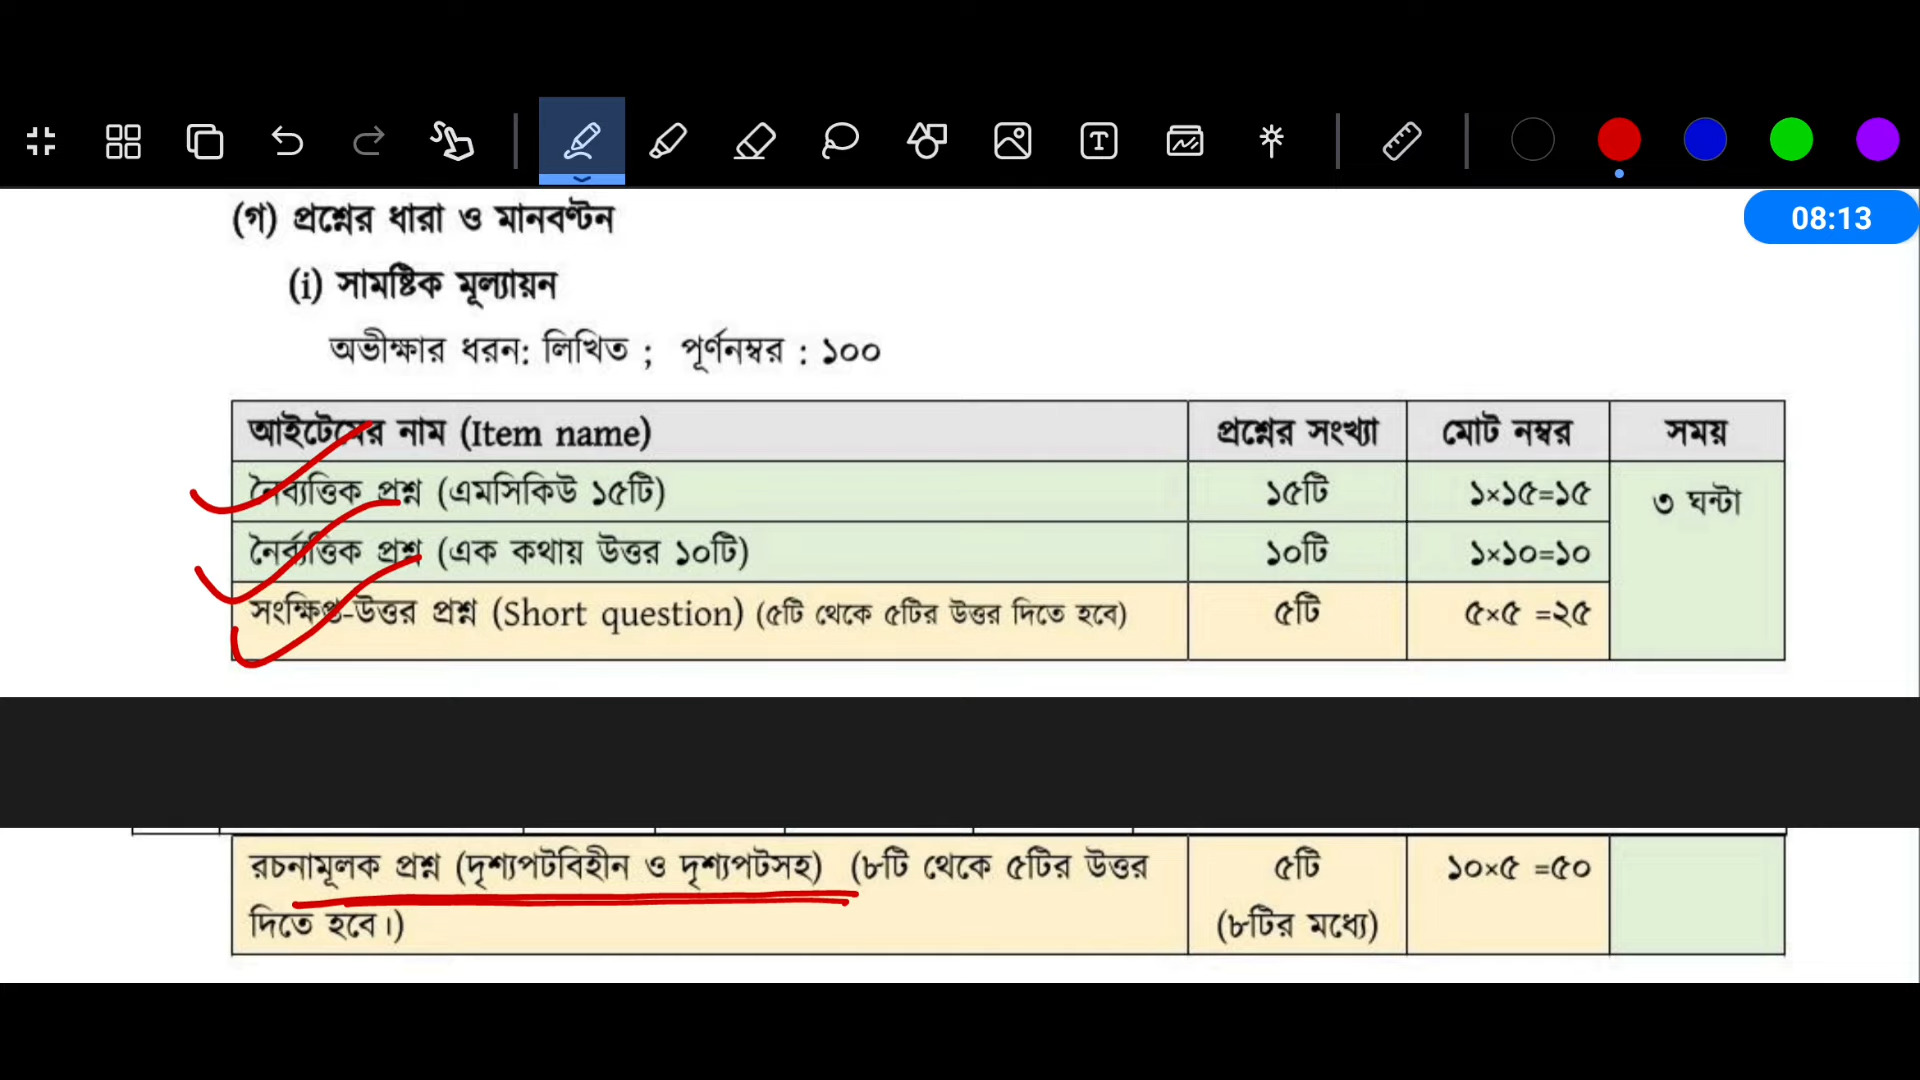 08:13
(গ) প্রশ্নের ধারা ও মানবণ্টন
(i) সামষ্টিক মূল্যায়ন
অভীক্ষার ধরন: লিখিত ; পূর্ণনম্বর : ১০০
আইটেমের নাম (Item name) প্রশ্নের সংখ্যা মোট নম্বর সময়
নৈর্ব্যত্তিক প্রশ্ন (এমসিকিউ ১৫টি) ১৫টি ১×১৫=১৫ ৩ ঘন্টা
নৈর্ব্যত্তিক প্রশ্ন (এক কথায় উত্তর ১০টি) ১০টি ১×১০=১০
সংক্ষিপ্ত-উত্তর প্রশ্ন (Short question) (৫টি থেকে ৫টির উত্তর দিতে হবে) ৫টি ৫×৫ =২৫
রচনামূলক প্রশ্ন (দৃশ্যপটবিহীন ও দৃশ্যপটসহ) (৮টি থেকে ৫টির উত্তর ৫টি ১০×৫ =৫০
দিতে হবে।) (৮টির মধ্যে)